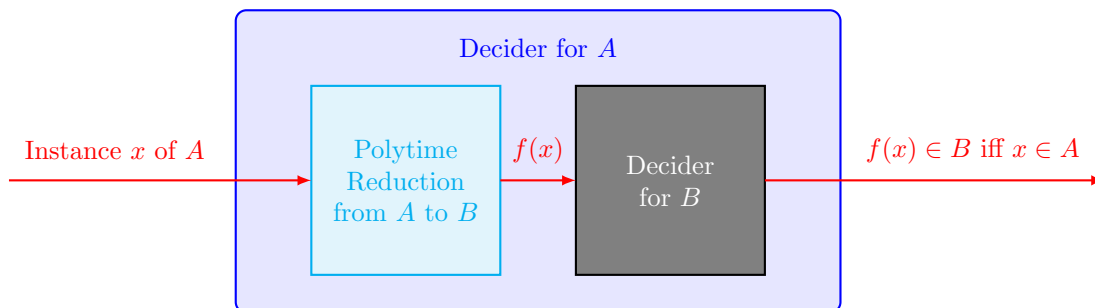 Decider for A
Instance x of A
Polytime
Reduction
from A to B
f(x)
Decider
for B
f(x) ∈ B iff x ∈ A